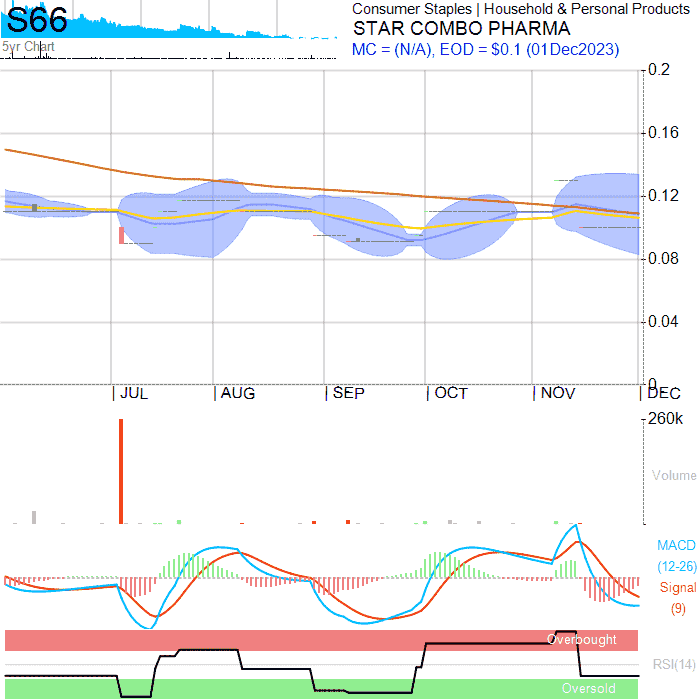 S66
5yr Chart
Consumer Staples | Household & Personal Products
STAR COMBO PHARMA
MC = (N/A), EOD = $0.1 (01Dec2023)
0.2
0.16
0.12
0.08
0.04
0
JUL AUG SEP OCT NOV DEC
260k
Volume
MACD
(12-26)
Signal
(9)
Overbought
RSI(14)
Oversold